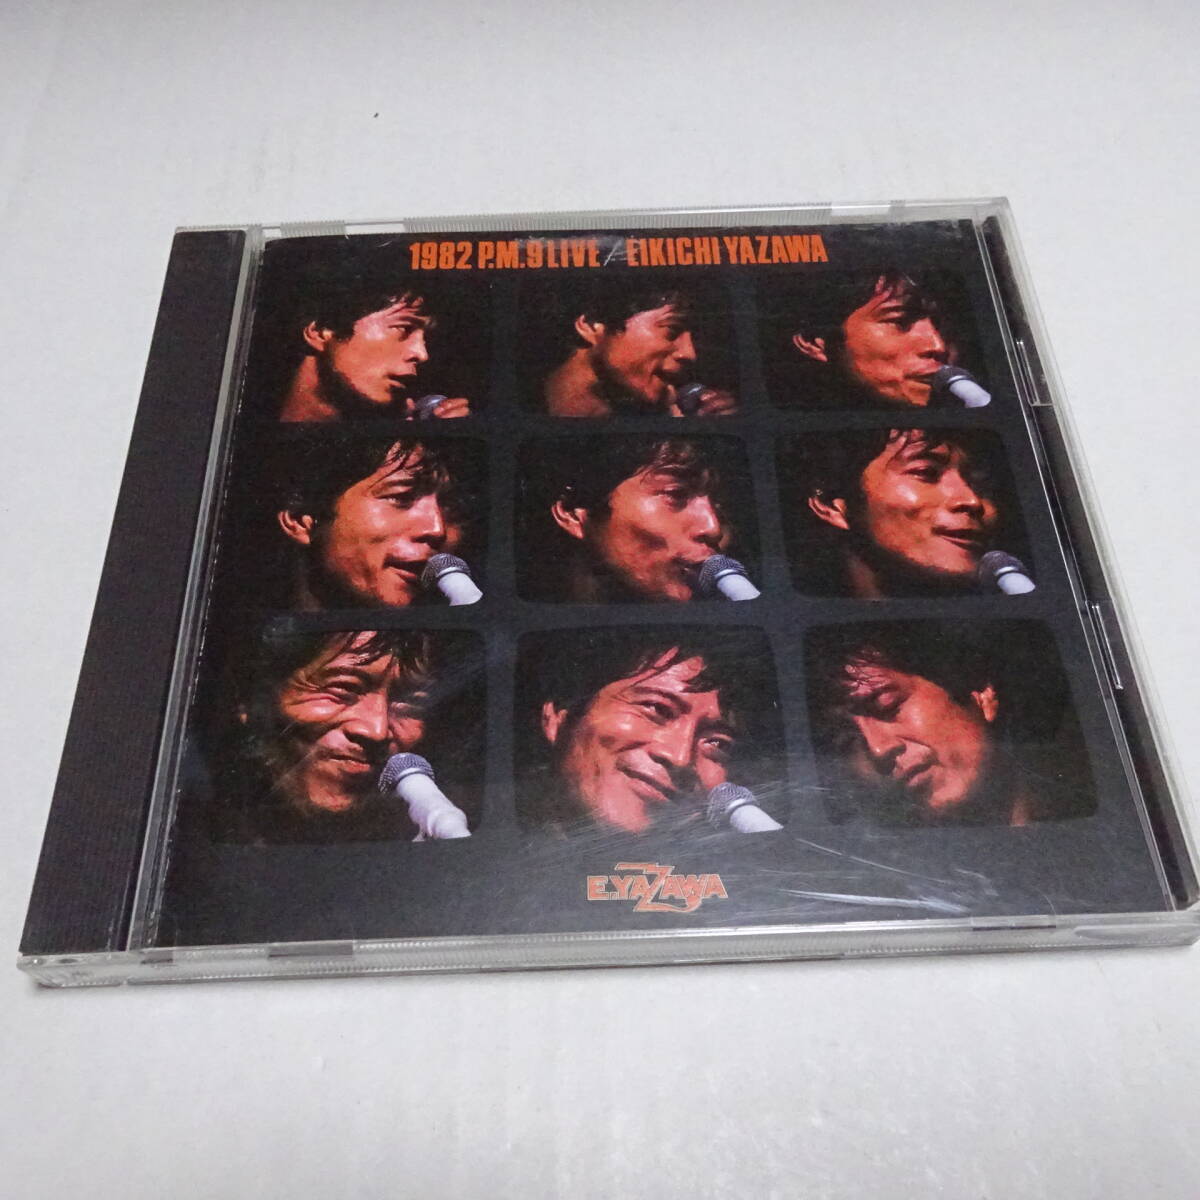 1982 P.M.9 LIVE / EIKICHI YAZAWA
E.YAZAWA